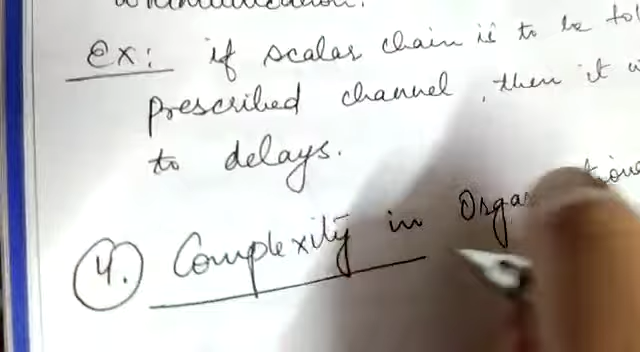 Ex: if scalar chain is to be
prescribed channel, then it
to delays.
4. Complexity in